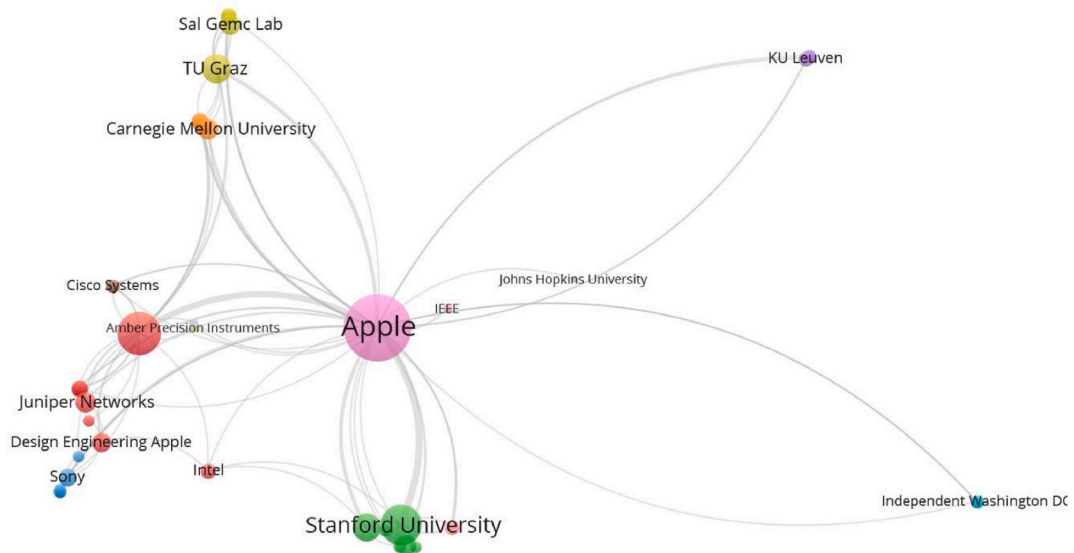 Sal Gemc Lab
KU Leuven
TU Graz
Carnegie Mellon University
Johns Hopkins University
Cisco Systems
IEEE
Amber Precision Instruments
Apple
Juniper Networks
Design Engineering Apple
Intel
Sony
Independent Washington DC
Stanford University